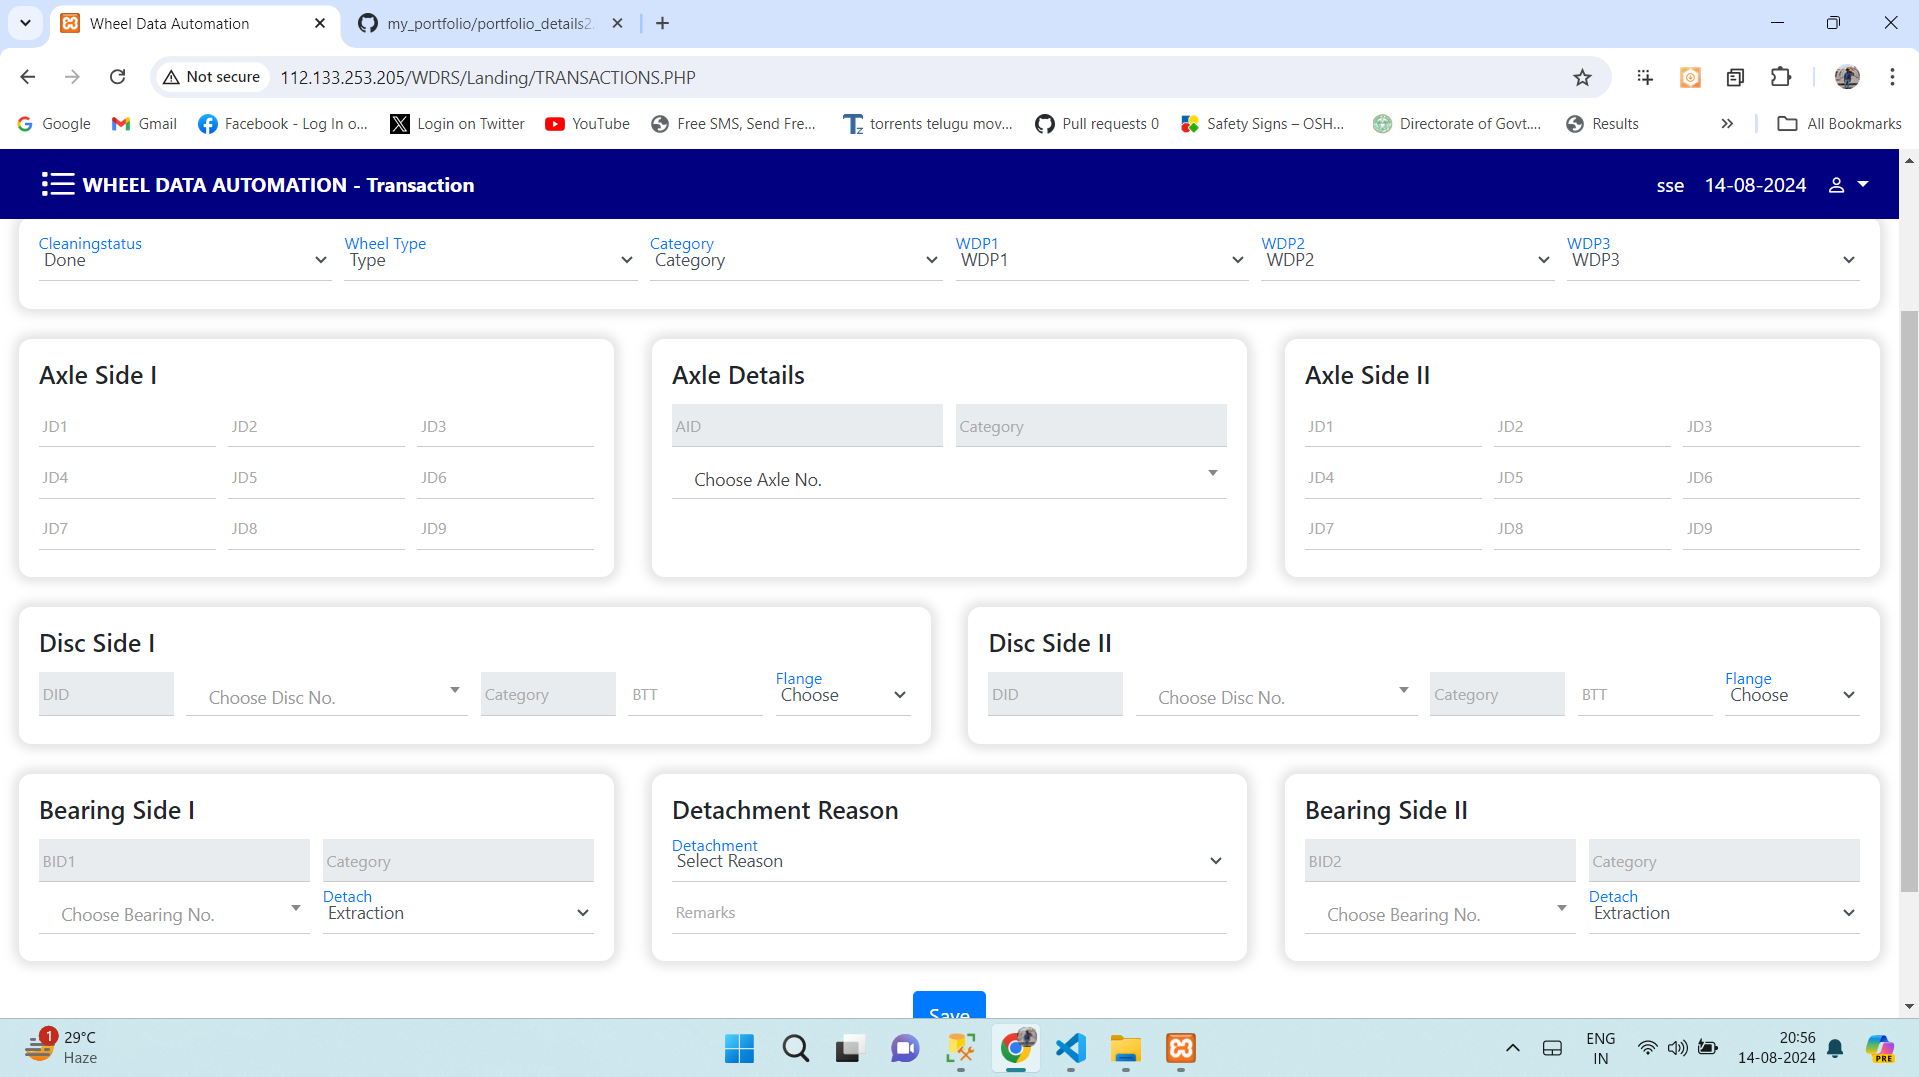 Wheel Data Automation
my_portfolio/portfolio_details2.
Not secure
112.133.253.205/WDRS/Landing/TRANSACTIONS.PHP
Google
Gmail
Facebook - Log In o...
Login on Twitter
YouTube
Free SMS, Send Fre...
torrents telugu mov...
Pull requests 0
Safety Signs – OSH...
Directorate of Govt....
Results
All Bookmarks
WHEEL DATA AUTOMATION - Transaction
sse 14-08-2024
Cleaningstatus Wheel Type Category WDP1 WDP2 WDP3
Done Type Category WDP1 WDP2 WDP3
Axle Side I
JD1 JD2 JD3
JD4 JD5 JD6
JD7 JD8 JD9
Axle Details
AID Category
Choose Axle No.
Axle Side II
JD1 JD2 JD3
JD4 JD5 JD6
JD7 JD8 JD9
Disc Side I
Flange
DID Choose Disc No. Category BTT Choose
Disc Side II
Flange
DID Choose Disc No. Category BTT Choose
Bearing Side I
BID1 Category
Detach
Choose Bearing No. Extraction
Detachment Reason
Detachment
Select Reason
Remarks
Bearing Side II
BID2 Category
Detach
Choose Bearing No. Extraction
Save
1
29°C
Haze
ENG
IN
20:56
14-08-2024
PRE